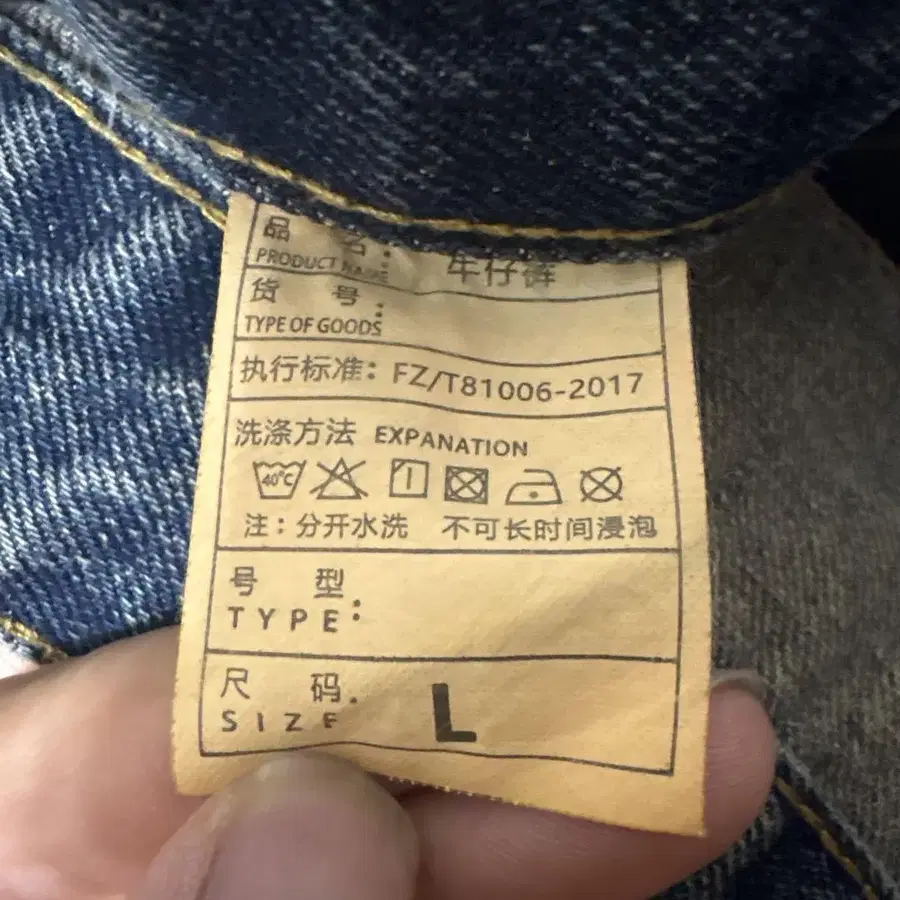 品 名: 牛仔裤
PRODUCT NAME
货 号:
TYPE OF GOODS
执行标准: FZ/T81006-2017
洗涤方法 EXPANATION
40℃
注:分开水洗 不可长时间浸泡
号 型:
TYPE
尺 码: L
SIZE